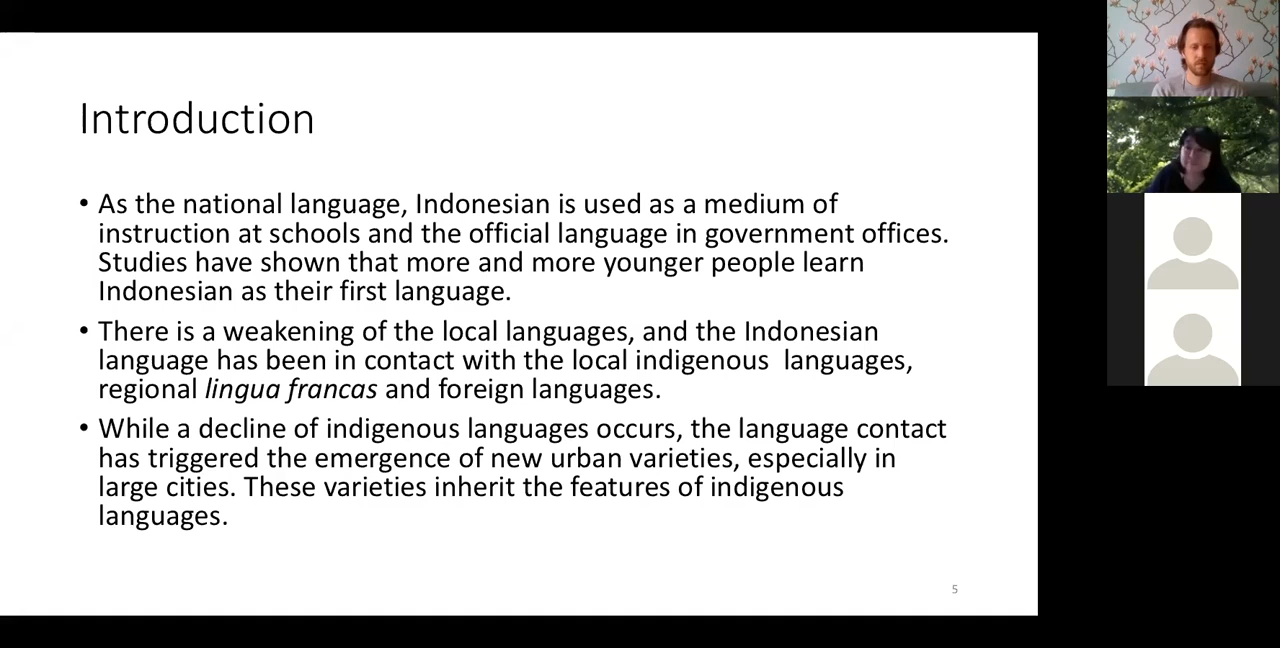 Introduction
• As the national language, Indonesian is used as a medium of
instruction at schools and the official language in government offices.
Studies have shown that more and more younger people learn
Indonesian as their first language.
• There is a weakening of the local languages, and the Indonesian
language has been in contact with the local indigenous  languages,
regional lingua francas and foreign languages.
• While a decline of indigenous languages occurs, the language contact
has triggered the emergence of new urban varieties, especially in
large cities. These varieties inherit the features of indigenous
languages.
5